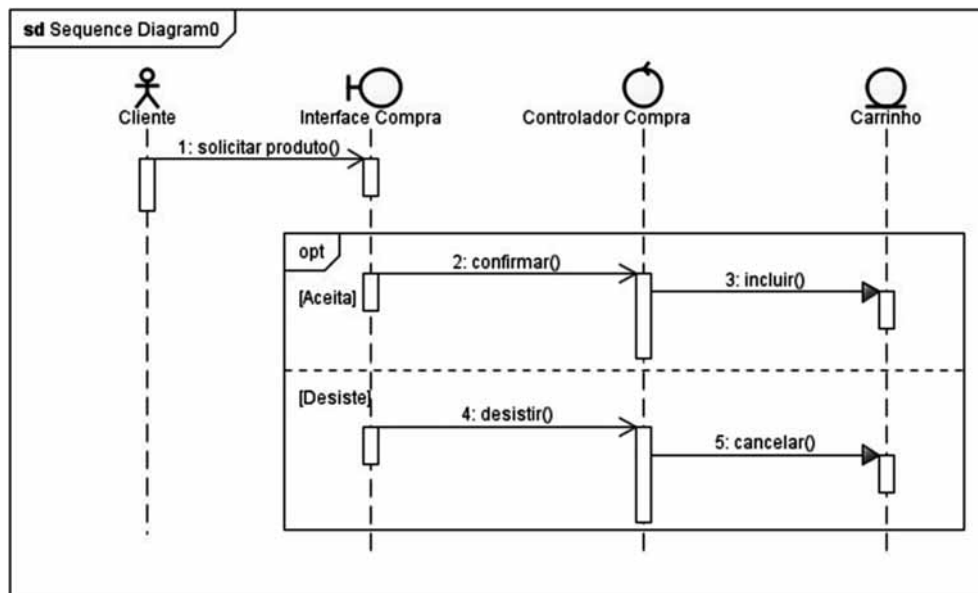 sd Sequence Diagram0
Cliente
Interface Compra
Controlador Compra
Carrinho
1: solicitar produto()
opt
2: confirmar()
3: incluir()
[Aceita]
[Desiste]
4: desistir()
5: cancelar()